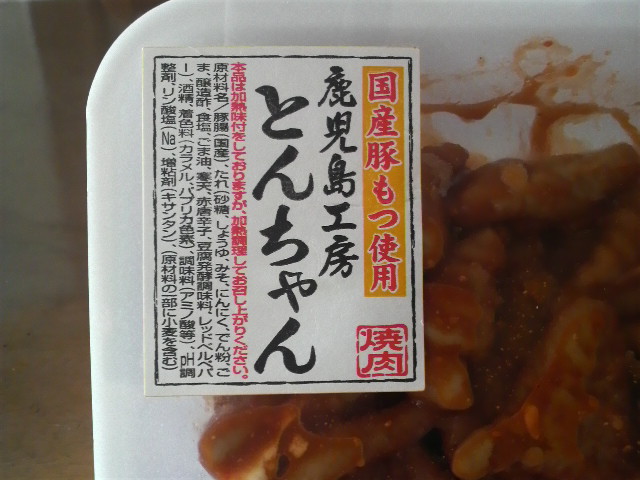 国産豚もつ使用
鹿児島工房
とんちゃん
焼肉
本品は加熱味付をしておりますが、加熱調理してお召し上がりください。
原材料名／豚腸(国産)、たれ(砂糖、しょうゆ、みそ、にんにく、でん粉、ご
ま、醸造酢、食塩、ごま油、寒天、赤唐辛子、豆腐発酵調味料、レッドベルペパ
ー)、酒精、着色料(カラメル、パプリカ色素)、調味料(アミノ酸等)、pH調
整剤、リン酸塩(Na)、増粘剤(キサンタン)、(原材料の一部に小麦を含む)